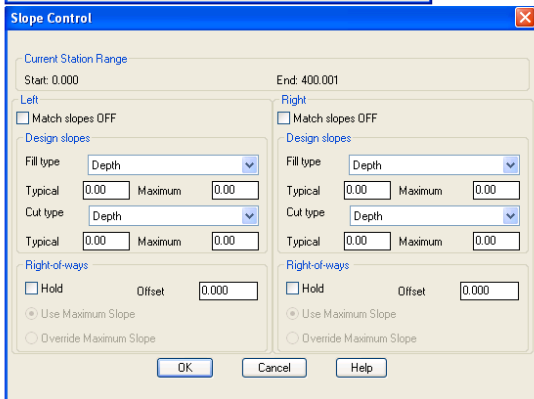 Slope Control
Current Station Range
Start: 0.000 End: 400.001
Left Right
Match slopes OFF Match slopes OFF
Design slopes Design slopes
Fill type Depth Fill type Depth
Typical 0.00 Maximum 0.00 Typical 0.00 Maximum 0.00
Cut type Depth Cut type Depth
Typical 0.00 Maximum 0.00 Typical 0.00 Maximum 0.00
Right-of-ways Right-of-ways
Hold Offset 0.000 Hold Offset 0.000
Use Maximum Slope Use Maximum Slope
Override Maximum Slope Override Maximum Slope
OK Cancel Help